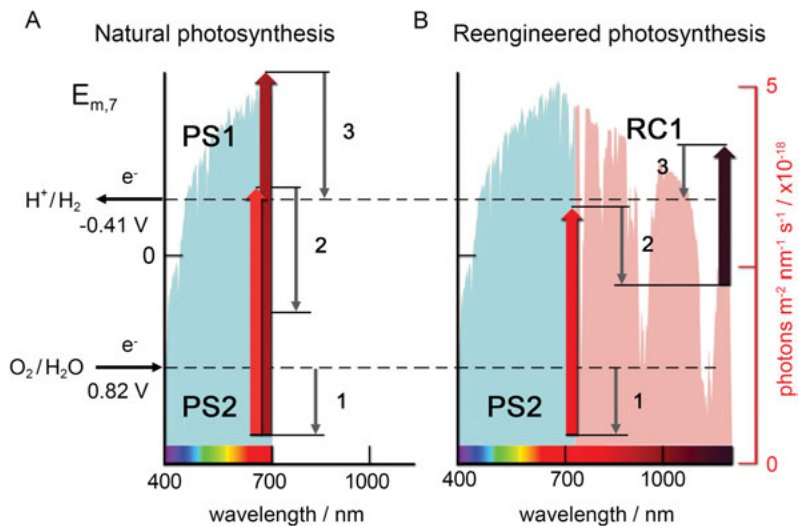 A
Natural photosynthesis
B
Reengineered photosynthesis
Em,7
PS1
3
e-
H+/H2
-0.41 V
2
0
e-
O2/H2O
0.82 V
1
PS2
400
700
1000
wavelength / nm
RC1
3
2
1
PS2
400
700
1000
wavelength / nm
5
photons m-2 nm-1 s-1 / x10-18
0